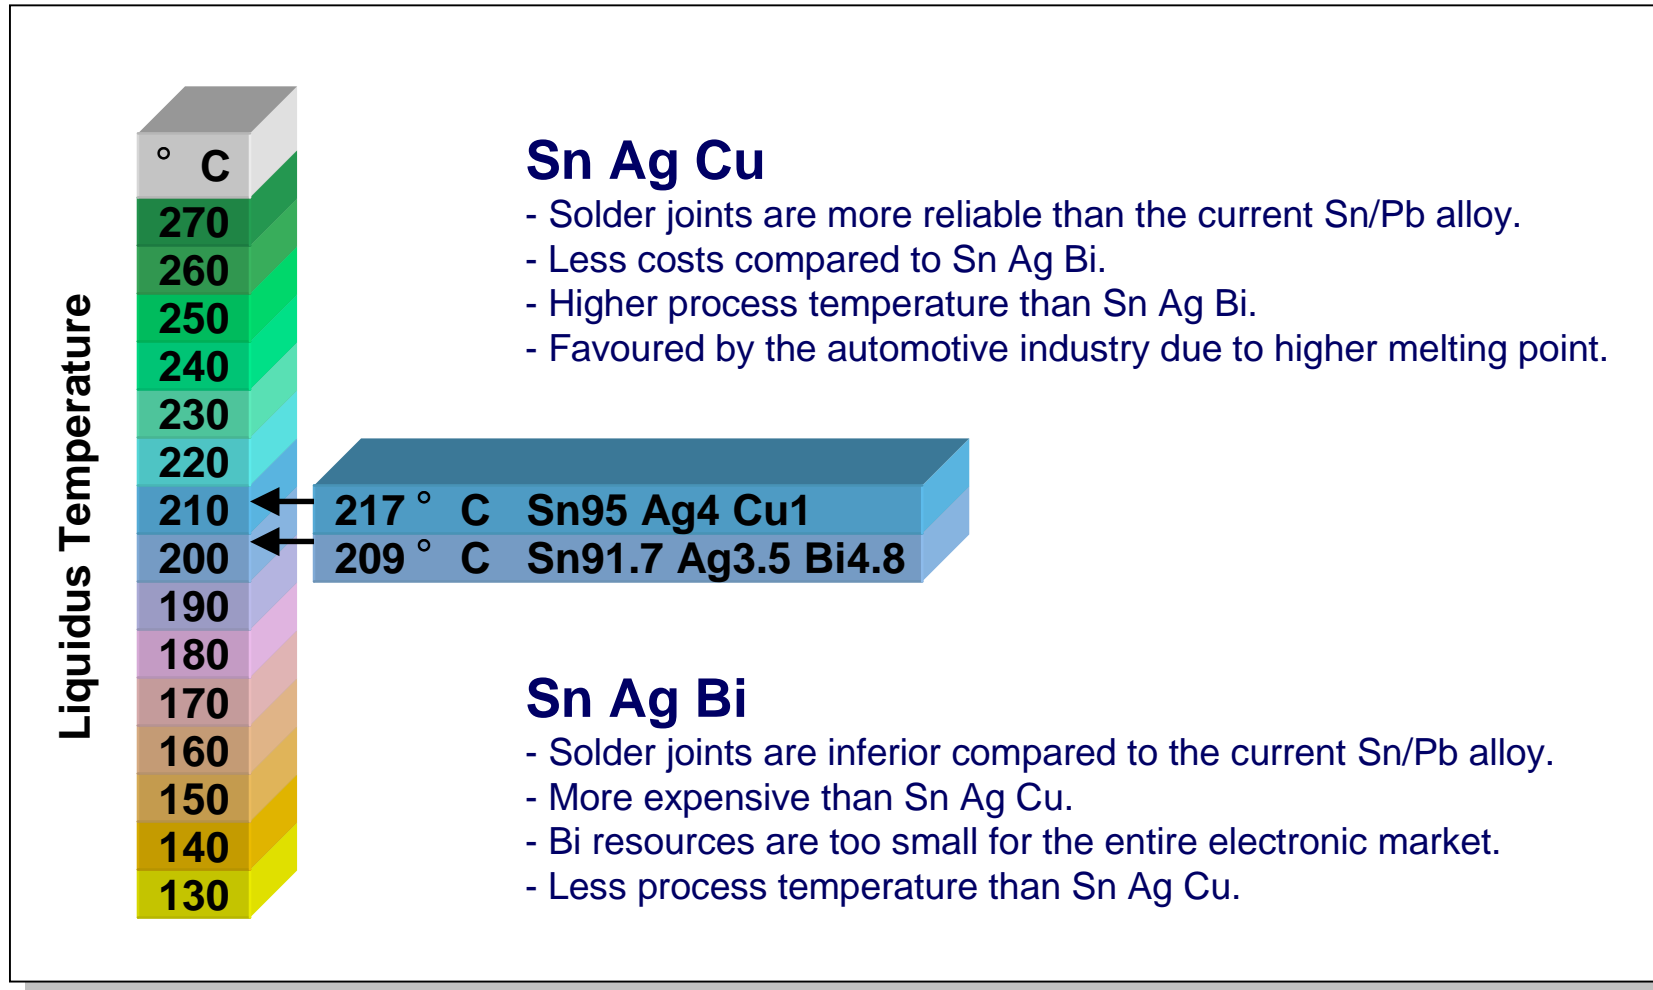 Liquidus Temperature
° C
270
260
250
240
230
220
210
200
190
180
170
160
150
140
130
Sn Ag Cu
- Solder joints are more reliable than the current Sn/Pb alloy.
- Less costs compared to Sn Ag Bi.
- Higher process temperature than Sn Ag Bi.
- Favoured by the automotive industry due to higher melting point.
217 ° C Sn95 Ag4 Cu1
209 ° C Sn91.7 Ag3.5 Bi4.8
Sn Ag Bi
- Solder joints are inferior compared to the current Sn/Pb alloy.
- More expensive than Sn Ag Cu.
- Bi resources are too small for the entire electronic market.
- Less process temperature than Sn Ag Cu.